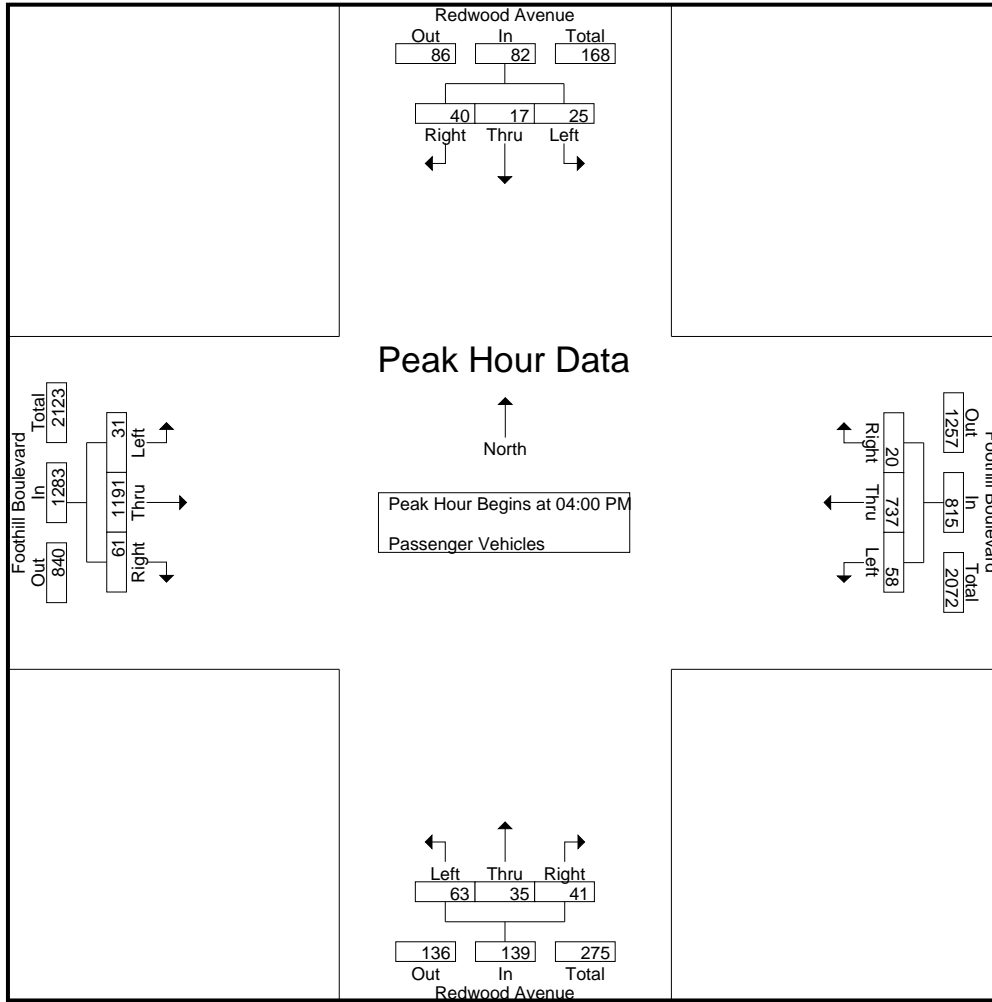 Redwood Avenue
Out In Total
86 82 168
40 17 25
Right Thru Left
Peak Hour Data
North
Peak Hour Begins at 04:00 PM
Passenger Vehicles
Foothill Boulevard
Out In Total
840 1283 2123
61 1191 31
Right Thru Left
Foothill Boulevard
Out In Total
1257 815 2072
20 737 58
Right Thru Left
Left Thru Right
63 35 41
136 139 275
Out In Total
Redwood Avenue